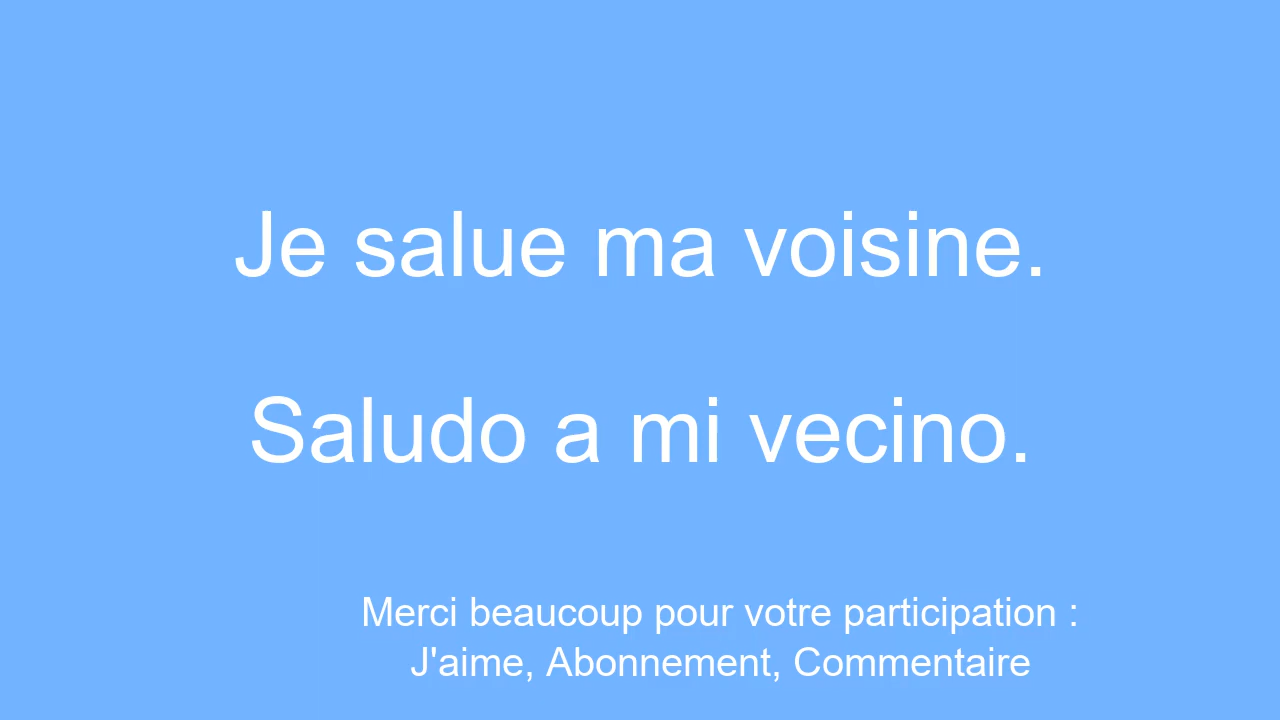 Je salue ma voisine.
Saludo a mi vecino.
Merci beaucoup pour votre participation :
J'aime, Abonnement, Commentaire